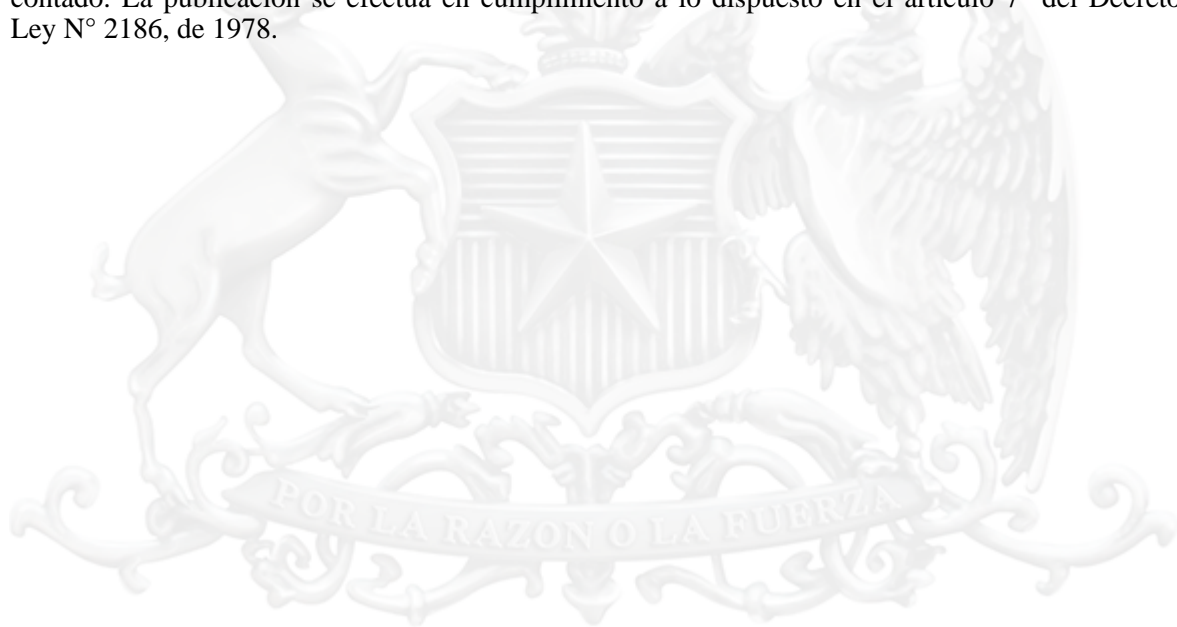 contado. La publicación se efectúa en cumplimiento a lo dispuesto en el artículo 7° del Decreto
Ley N° 2186, de 1978.
POR LA RAZON O LA FUERZA